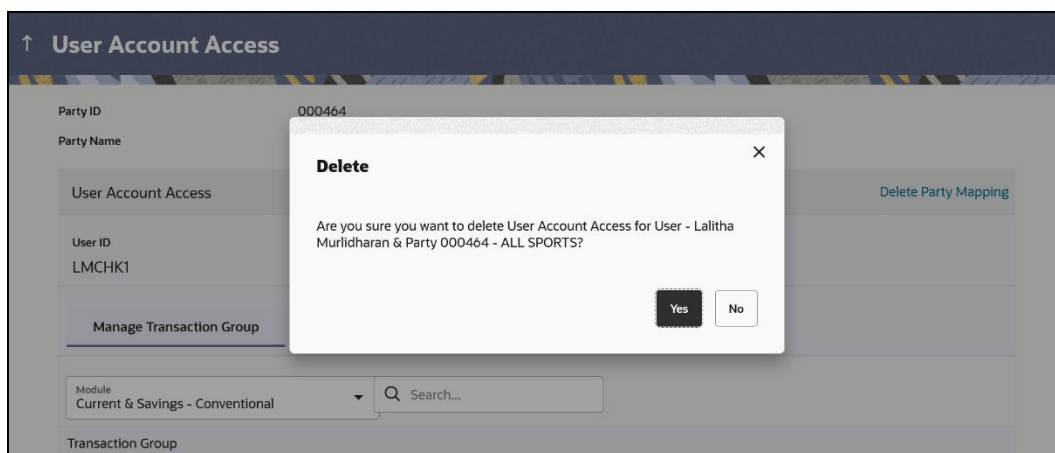 ↑ User Account Access
Party ID 000464
Party Name
Delete
User Account Access
Delete Party Mapping
Are you sure you want to delete User Account Access for User - Lalitha
Murlidharan & Party 000464 - ALL SPORTS?
User ID
LMCHK1
Yes No
Manage Transaction Group
Module
Current & Savings - Conventional
Search...
Transaction Group